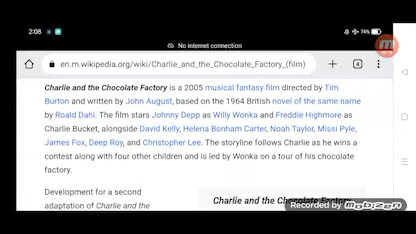 2:08
74%
No internet connection
en.m.wikipedia.org/wiki/Charlie_and_the_Chocolate_Factory_(film)
4
Charlie and the Chocolate Factory is a 2005 musical fantasy film directed by Tim
Burton and written by John August, based on the 1964 British novel of the same name
by Roald Dahl. The film stars Johnny Depp as Willy Wonka and Freddie Highmore as
Charlie Bucket, alongside David Kelly, Helena Bonham Carter, Noah Taylor, Missi Pyle,
James Fox, Deep Roy, and Christopher Lee. The storyline follows Charlie as he wins a
contest along with four other children and is led by Wonka on a tour of his chocolate
factory.
Development for a second
adaptation of Charlie and the
Charlie and the Chocolate Factory
Recorded by mobizen